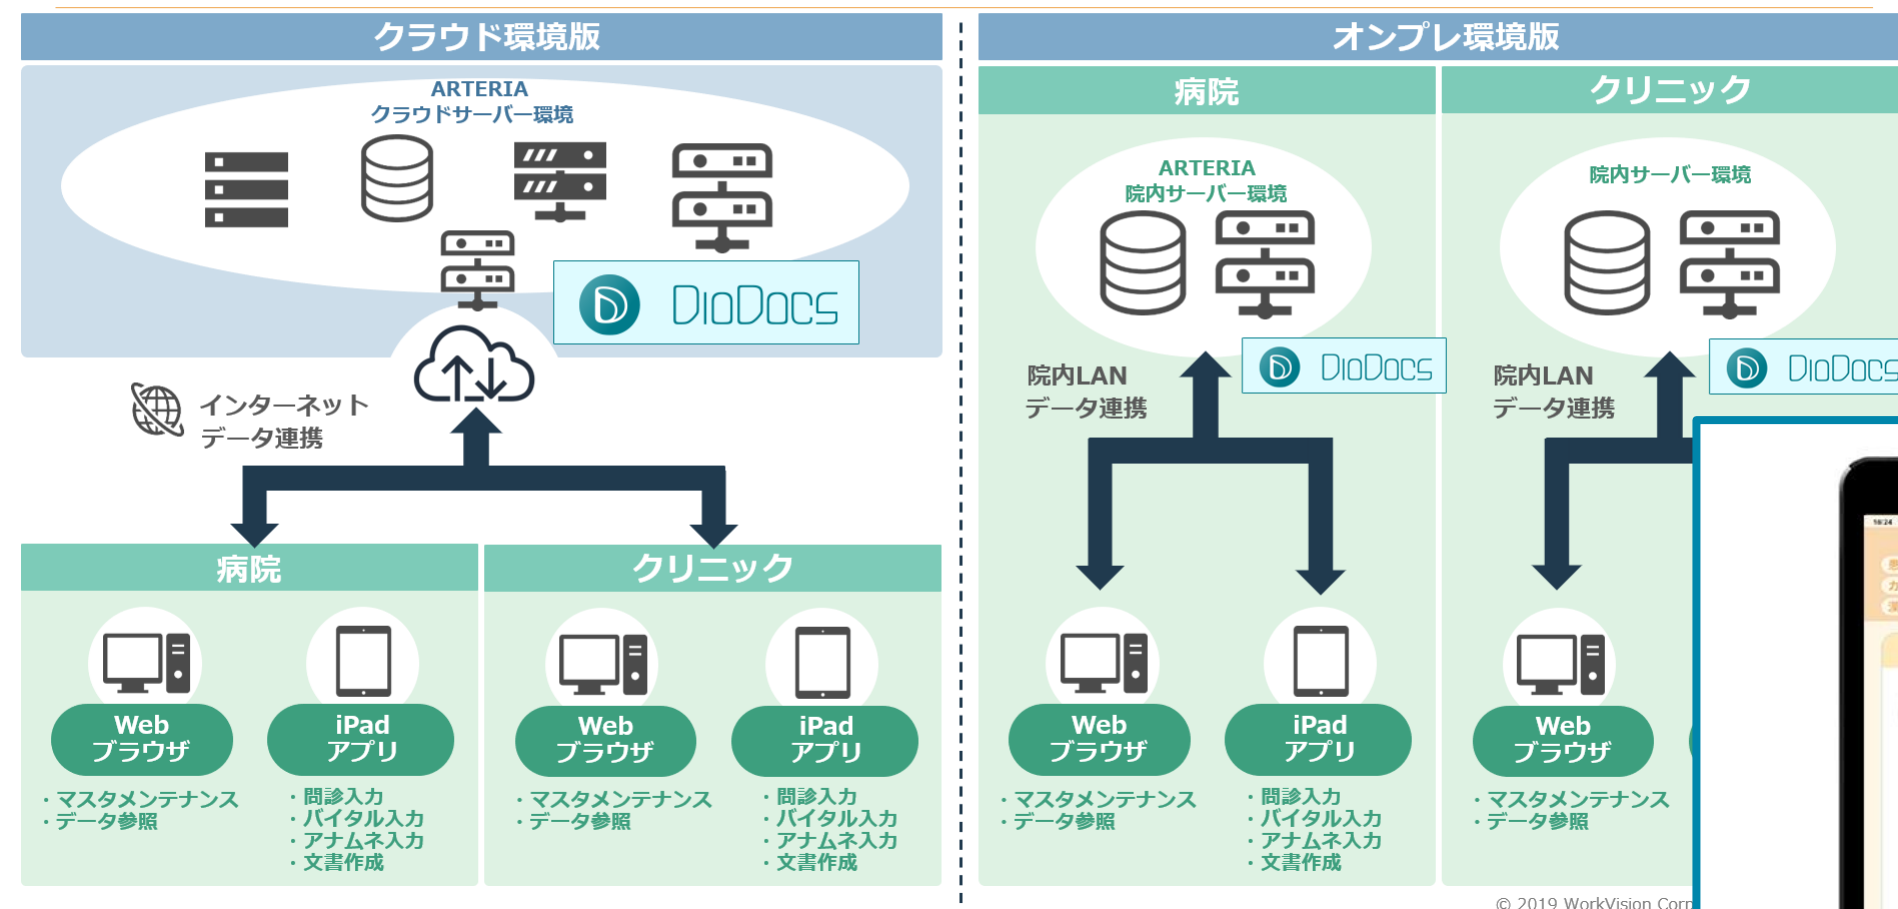 クラウド環境版
ARTERIA
クラウドサーバー環境
DioDocs
インターネット
データ連携
病院
クリニック
Web
ブラウザ
iPad
アプリ
Web
ブラウザ
iPad
アプリ
・マスタメンテナンス
・データ参照
・問診入力
・バイタル入力
・アナムネ入力
・文書作成
・マスタメンテナンス
・データ参照
・問診入力
・バイタル入力
・アナムネ入力
・文書作成
オンプレ環境版
病院
クリニック
ARTERIA
院内サーバー環境
院内サーバー環境
DioDocs
DioDocs
院内LAN
データ連携
院内LAN
データ連携
18:24
Web
ブラウザ
iPad
アプリ
Web
ブラウザ
・マスタメンテナンス
・データ参照
・問診入力
・バイタル入力
・アナムネ入力
・文書作成
・マスタメンテナンス
・データ参照
© 2019 WorkVision Corp